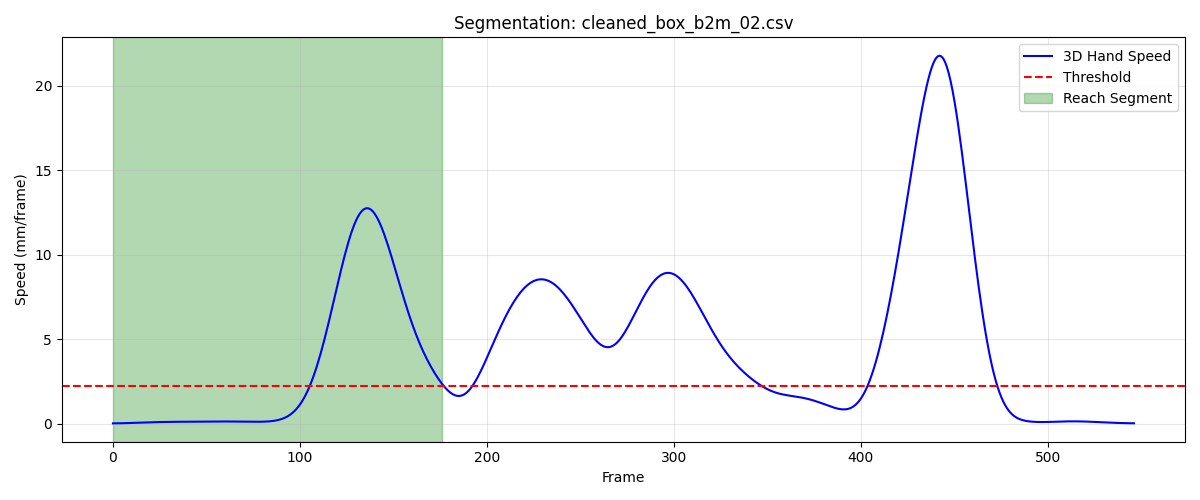 Segmentation: cleaned_box_b2m_02.csv
3D Hand Speed
Threshold
Reach Segment
Speed (mm/frame)
20
15
10
5
0
0 100 200 300 400 500
Frame